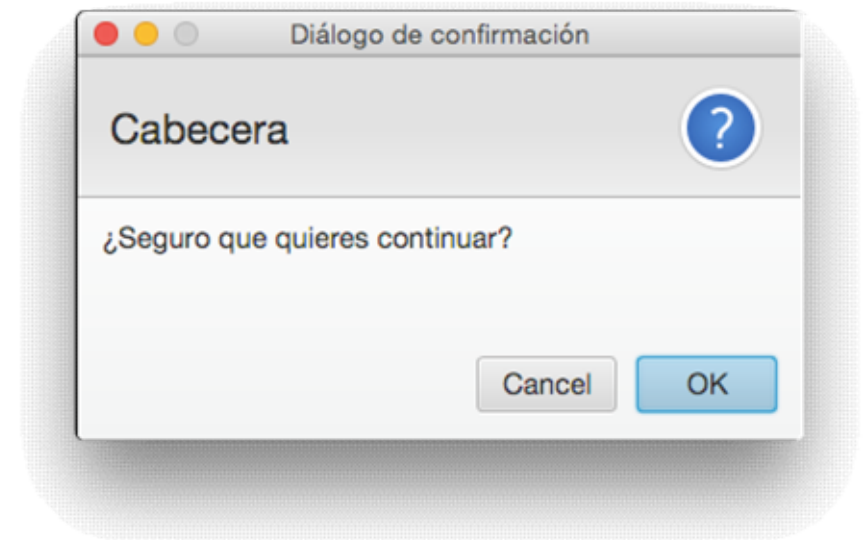 Diálogo de confirmación
Cabecera
?
¿Seguro que quieres continuar?
Cancel
OK